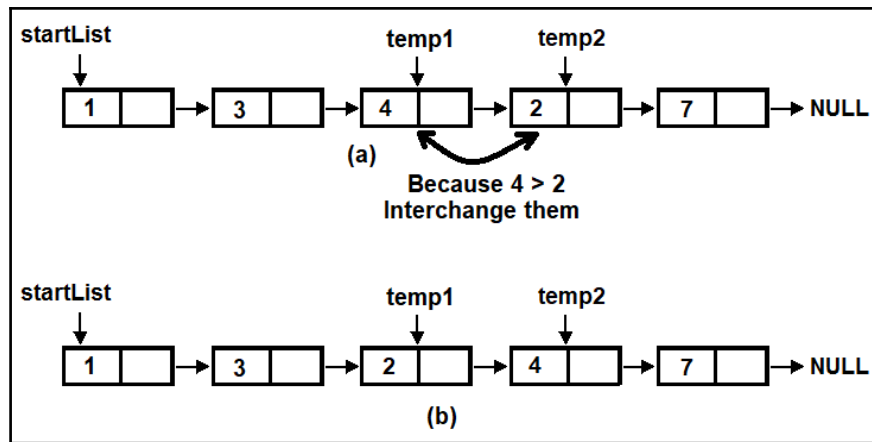 startList temp1 temp2
1 3 4 2 7 NULL
(a)
Because 4 > 2
Interchange them
startList temp1 temp2
1 3 2 4 7 NULL
(b)